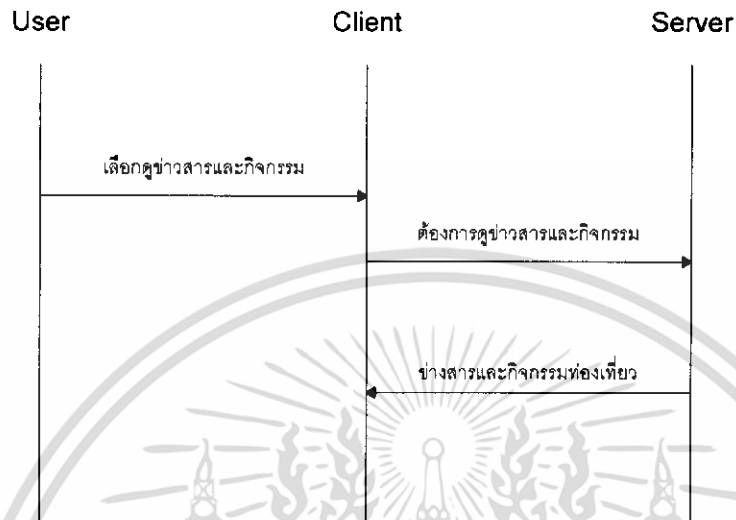 User Client Server
เลือกดูข่าวสารและกิจกรรม
ต้องการดูข่าวสารและกิจกรรม
ข่างสารและกิจกรรมท่องเที่ยว